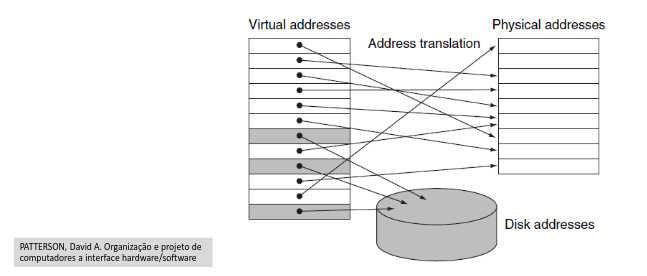 Virtual addresses
Physical addresses
Address translation
Disk addresses
PATTERSON, David A. Organização e projeto de
computadores a interface hardware/software